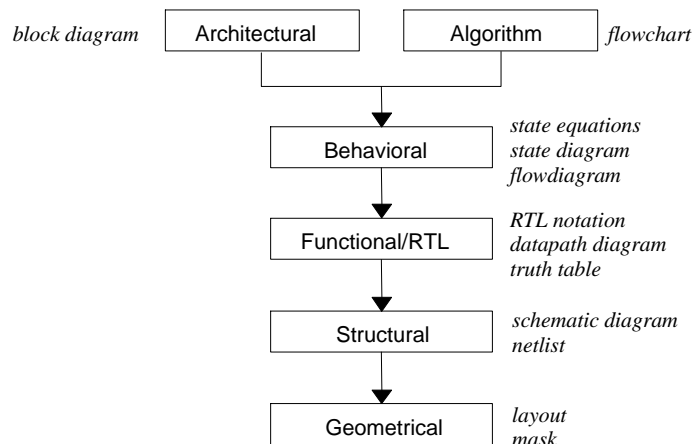 block diagram
Architectural
Algorithm
flowchart
Behavioral
state equations
state diagram
flowdiagram
Functional/RTL
RTL notation
datapath diagram
truth table
Structural
schematic diagram
netlist
Geometrical
layout
mask